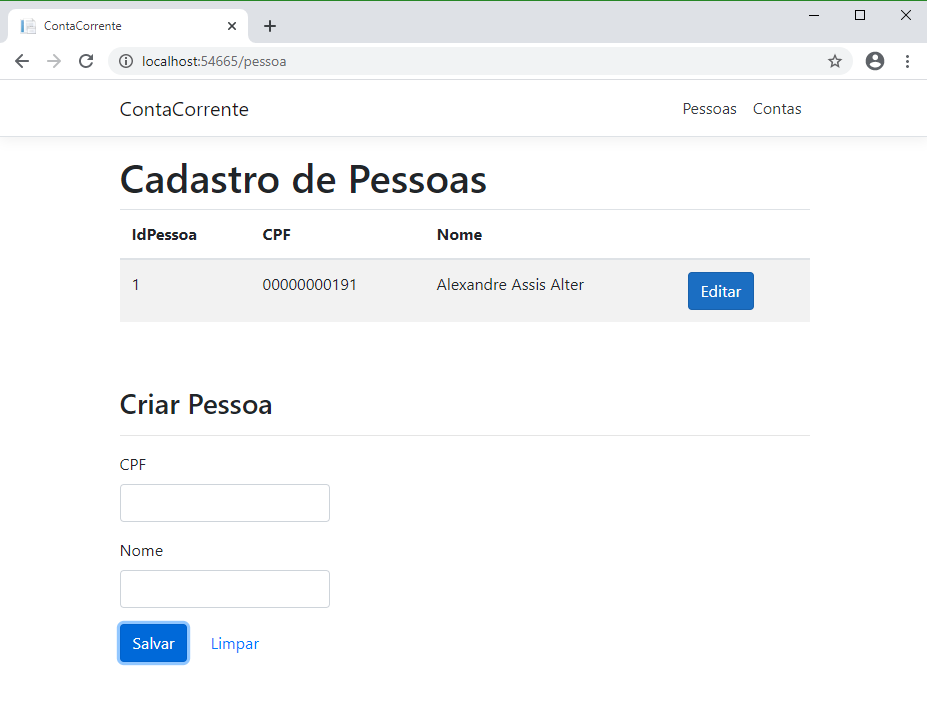 ContaCorrente
localhost:54665/pessoa
ContaCorrente Pessoas Contas
Cadastro de Pessoas
IdPessoa CPF Nome
1 00000000191 Alexandre Assis Alter Editar
Criar Pessoa
CPF
Nome
Salvar Limpar